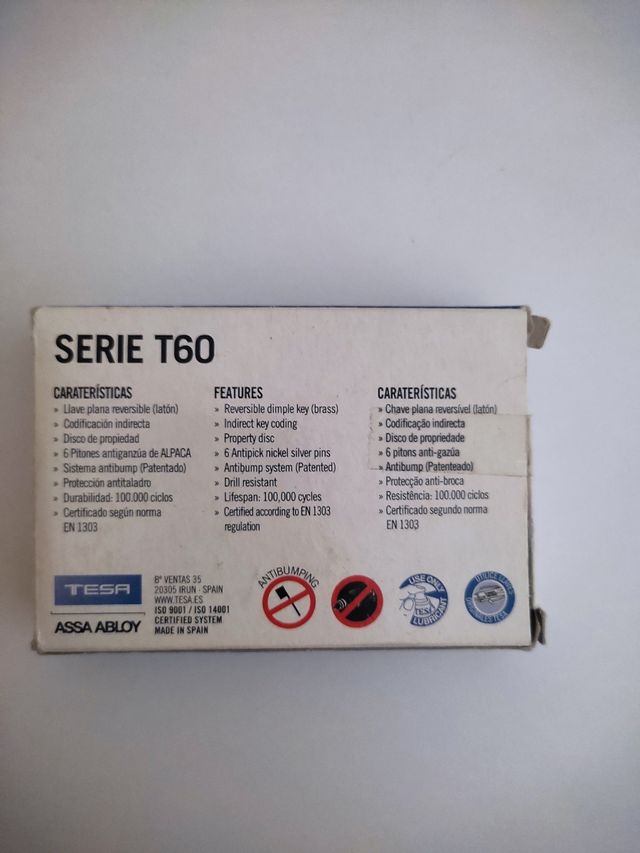 SERIE T60
CARATERÍSTICAS
» Llave plana reversible (latón)
» Codificación indirecta
» Disco de propiedad
» 6 Pitones antiganzúa de ALPACA
» Sistema antibump (Patentado)
» Protección antitaladro
» Durabilidad: 100.000 ciclos
» Certificado según norma
EN 1303
FEATURES
» Reversible dimple key (brass)
» Indirect key coding
» Property disc
» 6 Antipick nickel silver pins
» Antibump system (Patented)
» Drill resistant
» Lifespan: 100,000 cycles
» Certified according to EN 1303
regulation
CARATERÍSTICAS
» Chave plana reversível (latón)
» Codificação indirecta
» Disco de propriedade
» 6 pitons anti-gazúa
» Antibump (Patenteado)
» Protecção anti-broca
» Resistência: 100.000 ciclos
» Certificado segundo norma
EN 1303
TESA
ASSA ABLOY
Bº VENTAS 35
20305 IRUN - SPAIN
WWW.TESA.ES
ISO 9001 / ISO 14001
CERTIFIED SYSTEM
MADE IN SPAIN
ANTIBUMPING
USE ONLY
TESA
LUBRICANT
UTILICE LLAVES
ORIGINALES TESA